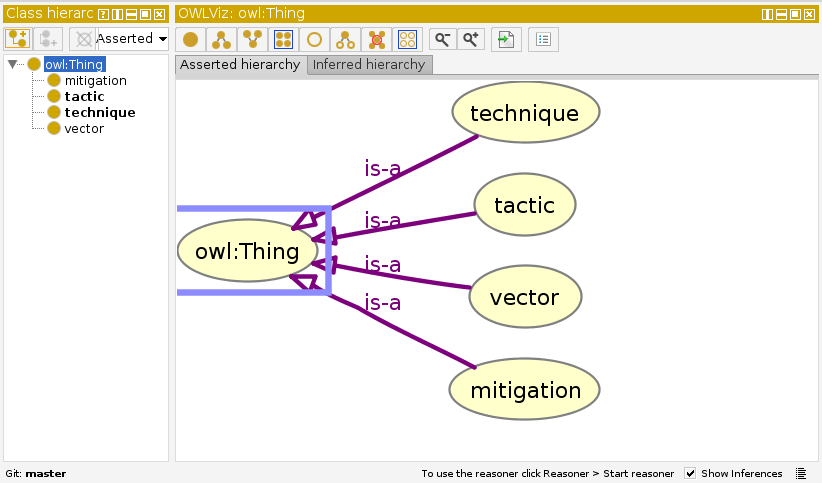 Class hierarc
OWLViz: owl:Thing
Asserted
Asserted hierarchy
Inferred hierarchy
owl:Thing
mitigation
tactic
technique
vector
technique
is-a
tactic
is-a
owl:Thing
is-a
vector
is-a
mitigation
Git: master
To use the reasoner click Reasoner > Start reasoner
Show Inferences